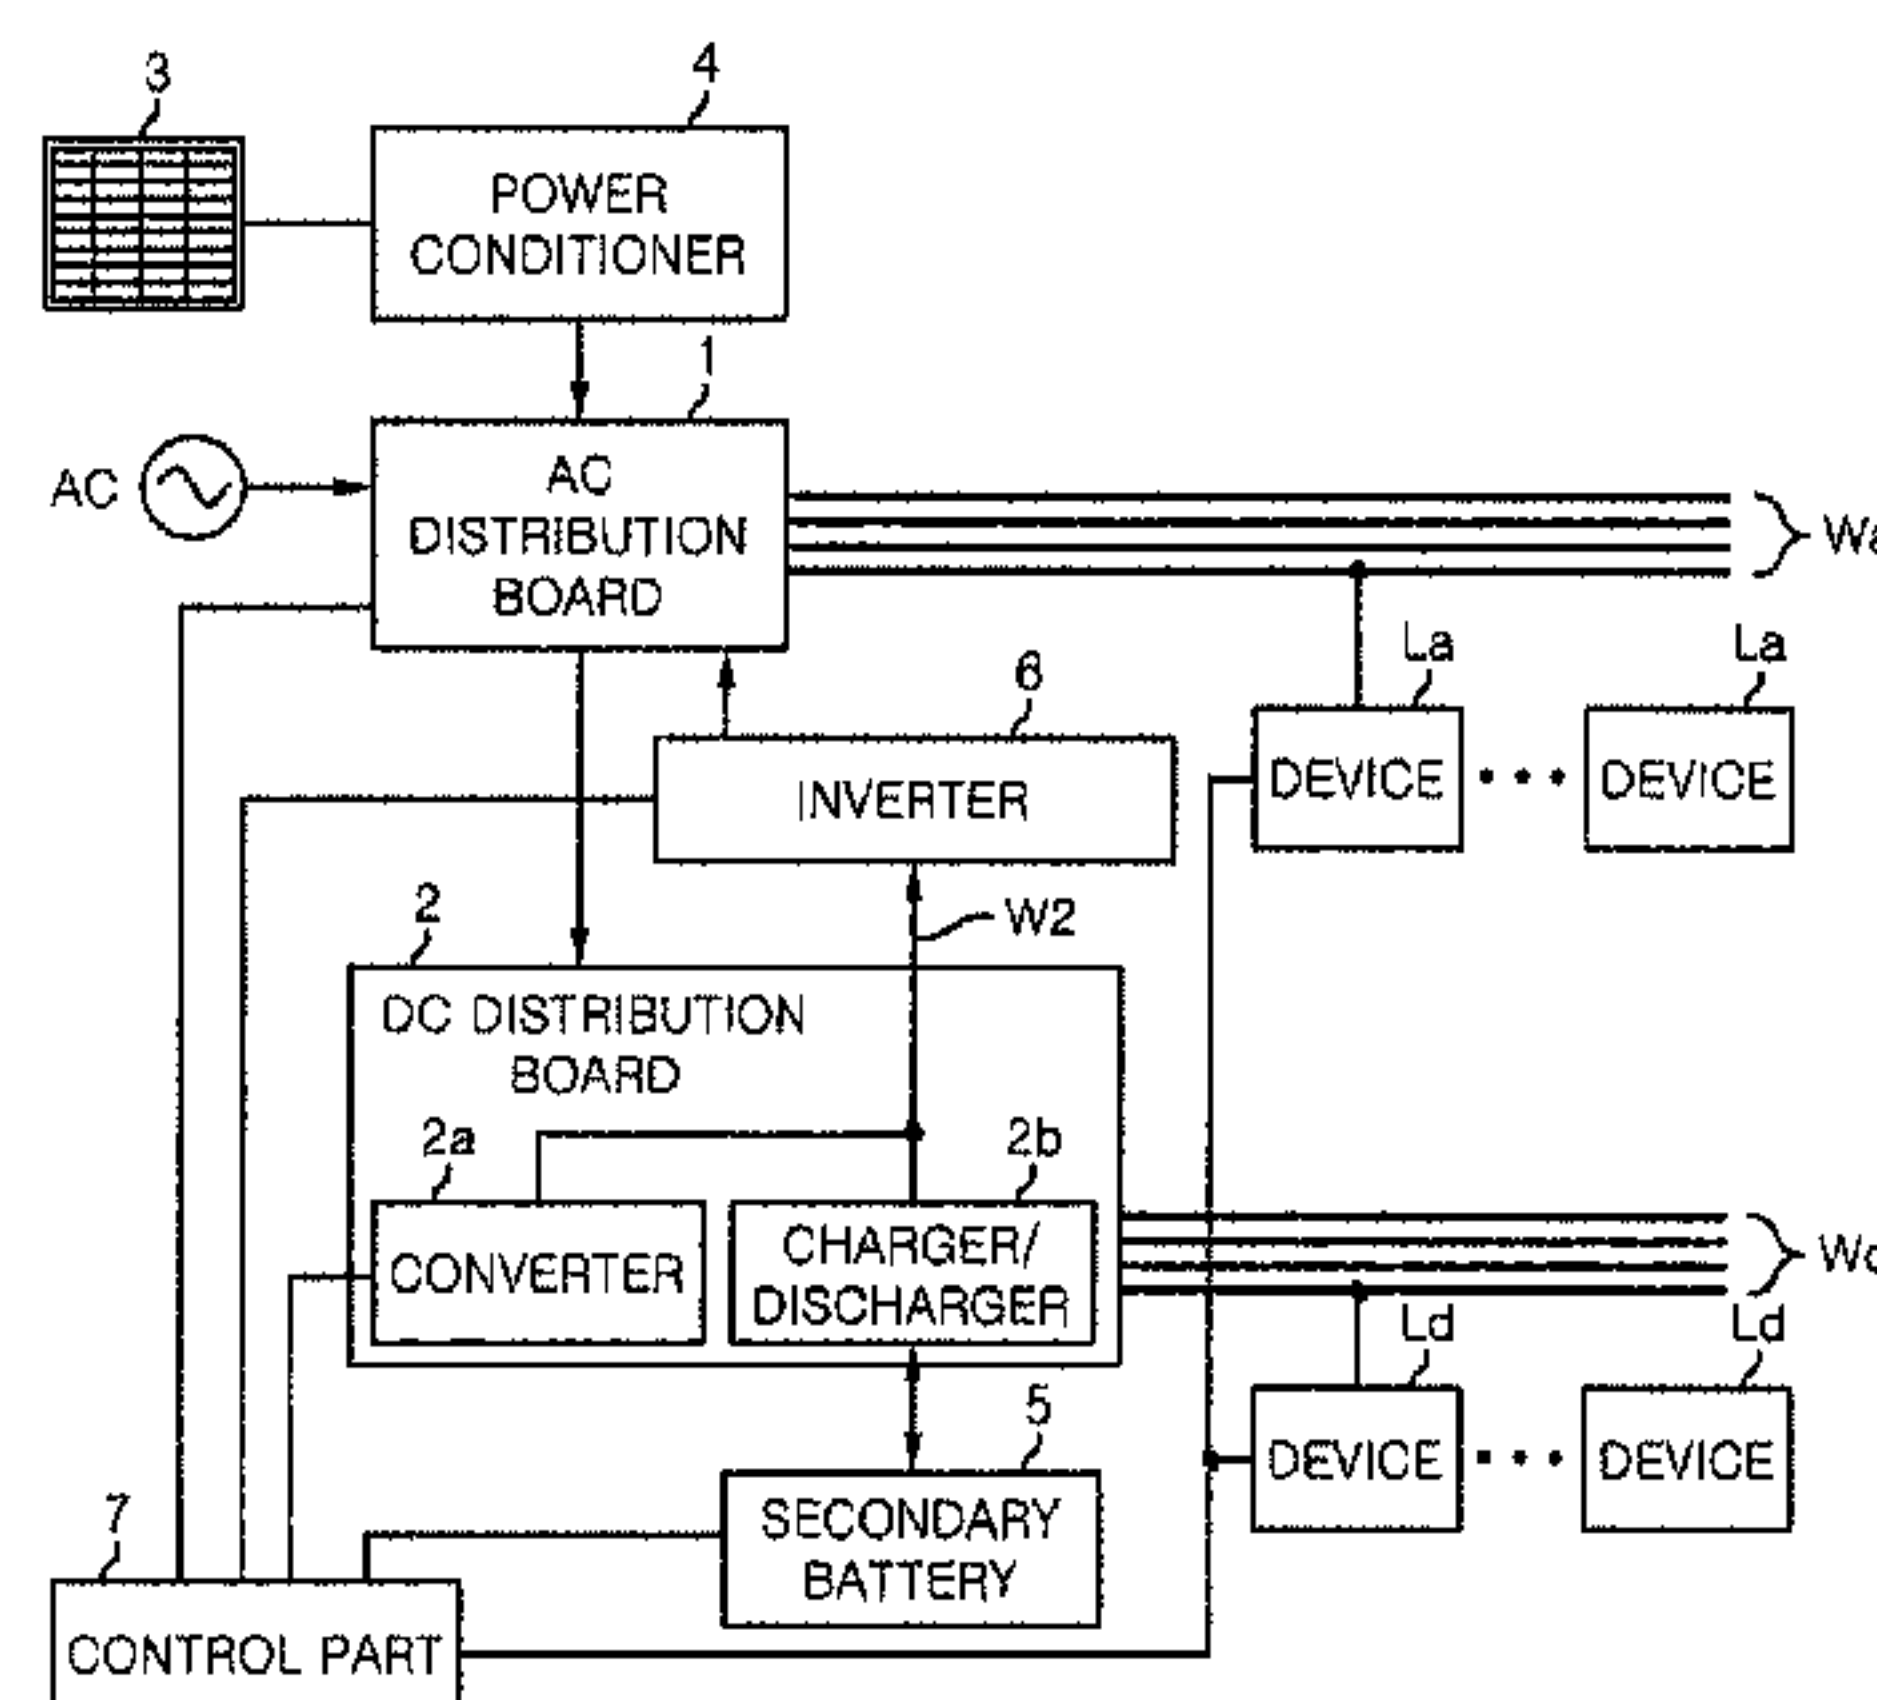 3
4
POWER
CONDITIONER
1
AC
AC
DISTRIBUTION
BOARD
La
La
6
DEVICE
DEVICE
INVERTER
2
W2
DC DISTRIBUTION
BOARD
2a
2b
CONVERTER
CHARGER/
DISCHARGER
Ld
Ld
5
DEVICE
DEVICE
SECONDARY
BATTERY
7
CONTROL PART